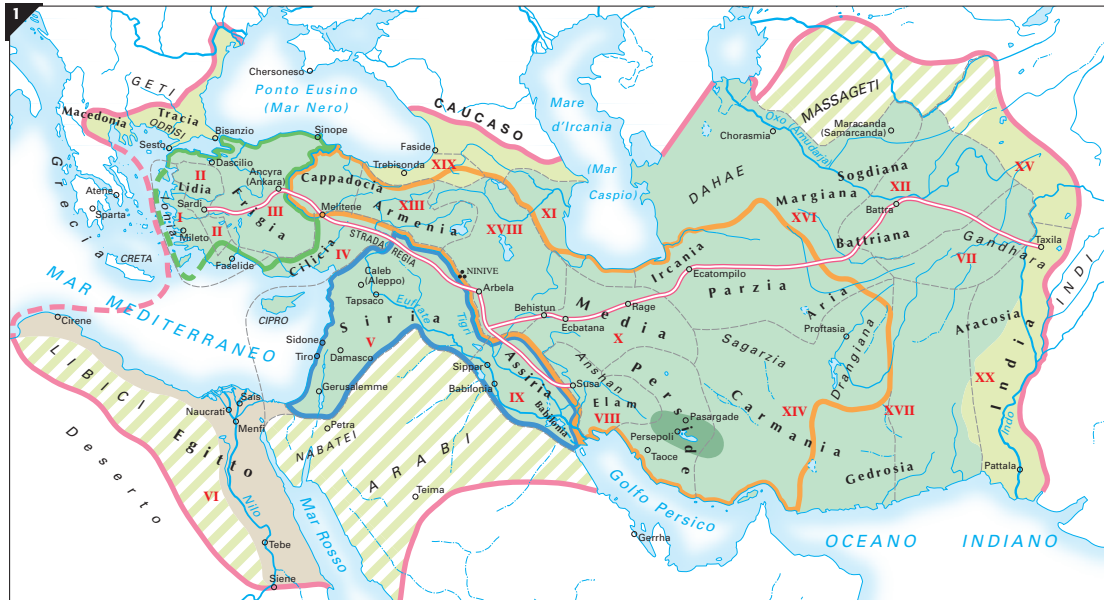 1
GETI
Macedonia
Tracia
ODRISI
Sesto
Bisanzio
Chersoneso
Ponto Eusino
(Mar Nero)
Sinope
CAUCASO
Faside
Trebisonda
XIX
Mare
d'Ircania
(Mar
Caspio)
MASSAGETI
Maracanda
(Samarcanda)
Chorasmia
Oxo (Amudarja)
Sogdiana
XV
XII
DAHAE
Margiana
XVI
Battra
Battriana
Gandhara
Taxila
VII
INDI
Grecia
Atene
Sparta
CRETA
Dascilio
II
Lidia
Sardi
I
Ionia
Mileto
II
Frigia
III
Ancyra
(Ankara)
Cappadocia
XIII
Armenia
XVIII
XI
Melitene
STRADA REGIA
Faselide
Cilicia
IV
CIPRO
Caleb
(Aleppo)
Tapsaco
Eufrate
Siria
V
NINIVE
Arbela
Tigri
Behistun
Ecbatana
Media
X
Rage
Ircania
Ecatompilo
Parzia
Aria
Sagarzia
Proftasia
Drangiana
Aracosia
XX
India
Indo
Pattala
MAR MEDITERRANEO
Cirene
LIBICI
Deserto
Sidone
Tiro
Damasco
Gerusalemme
Sippar
Babilonia
Assiria
IX
Babilonia
Susa
Anshan
Elam
VIII
Perside
Pasargade
Persepoli
Taoce
Carmania
XIV
XVII
Gedrosia
Naucrati
Sais
Menfi
Egitto
VI
Nilo
Tebe
Siene
Petra
NABATEI
ARABI
Teima
Mar Rosso
Golfo Persico
Gerrha
OCEANO INDIANO